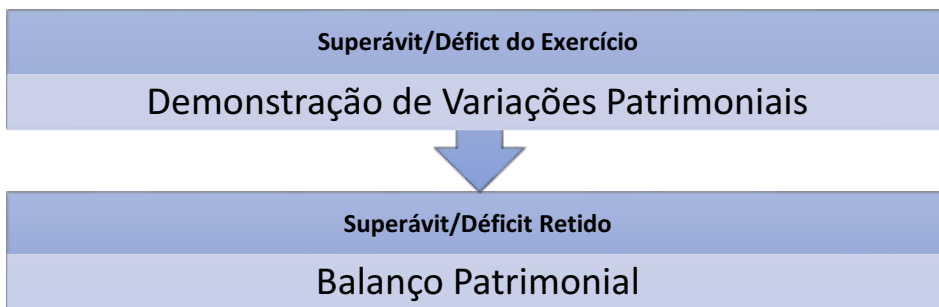 Superávit/Défict do Exercício
Demonstração de Variações Patrimoniais
Superávit/Déficit Retido
Balanço Patrimonial